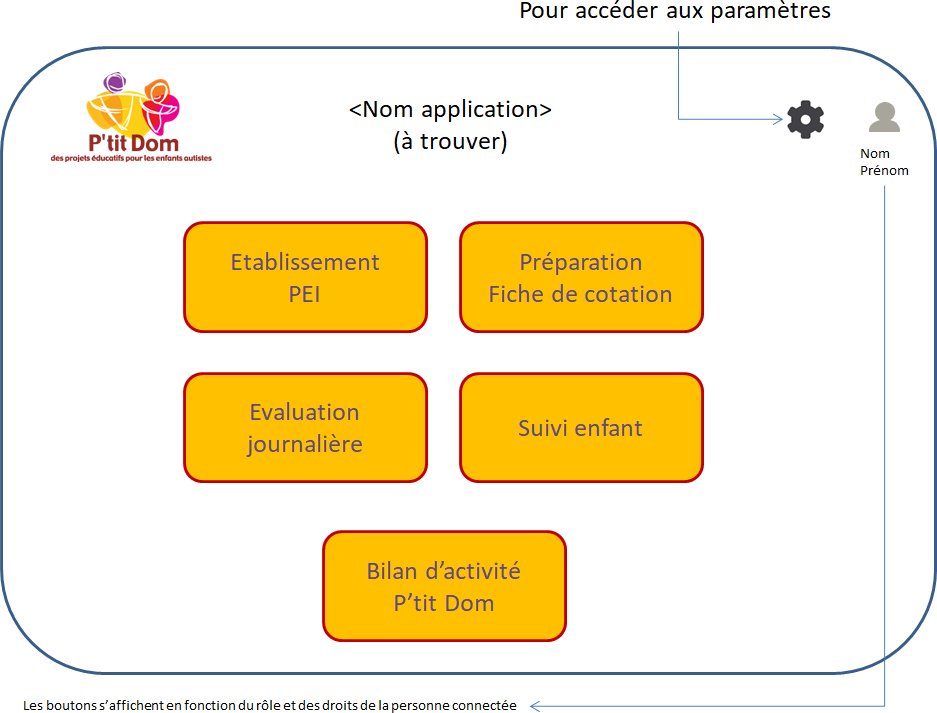 Pour accéder aux paramètres
P'tit Dom
des projets éducatifs pour les enfants autistes
<Nom application>
(à trouver)
Nom
Prénom
Etablissement
PEI
Préparation
Fiche de cotation
Evaluation
journalière
Suivi enfant
Bilan d’activité
P’tit Dom
Les boutons s’affichent en fonction du rôle et des droits de la personne connectée